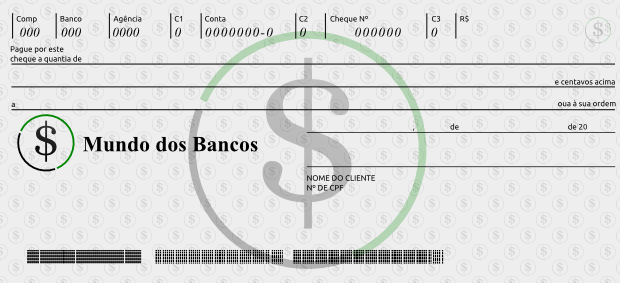 Comp Banco Agência C1 Conta C2 Cheque Nº C3 R$
000 000 0000 0 0000000-0 0 000000 0
Pague por este
cheque a quantia de
e centavos acima
a oua à sua ordem
, de de 20
$ Mundo dos Bancos
NOME DO CLIENTE
Nº DE CPF